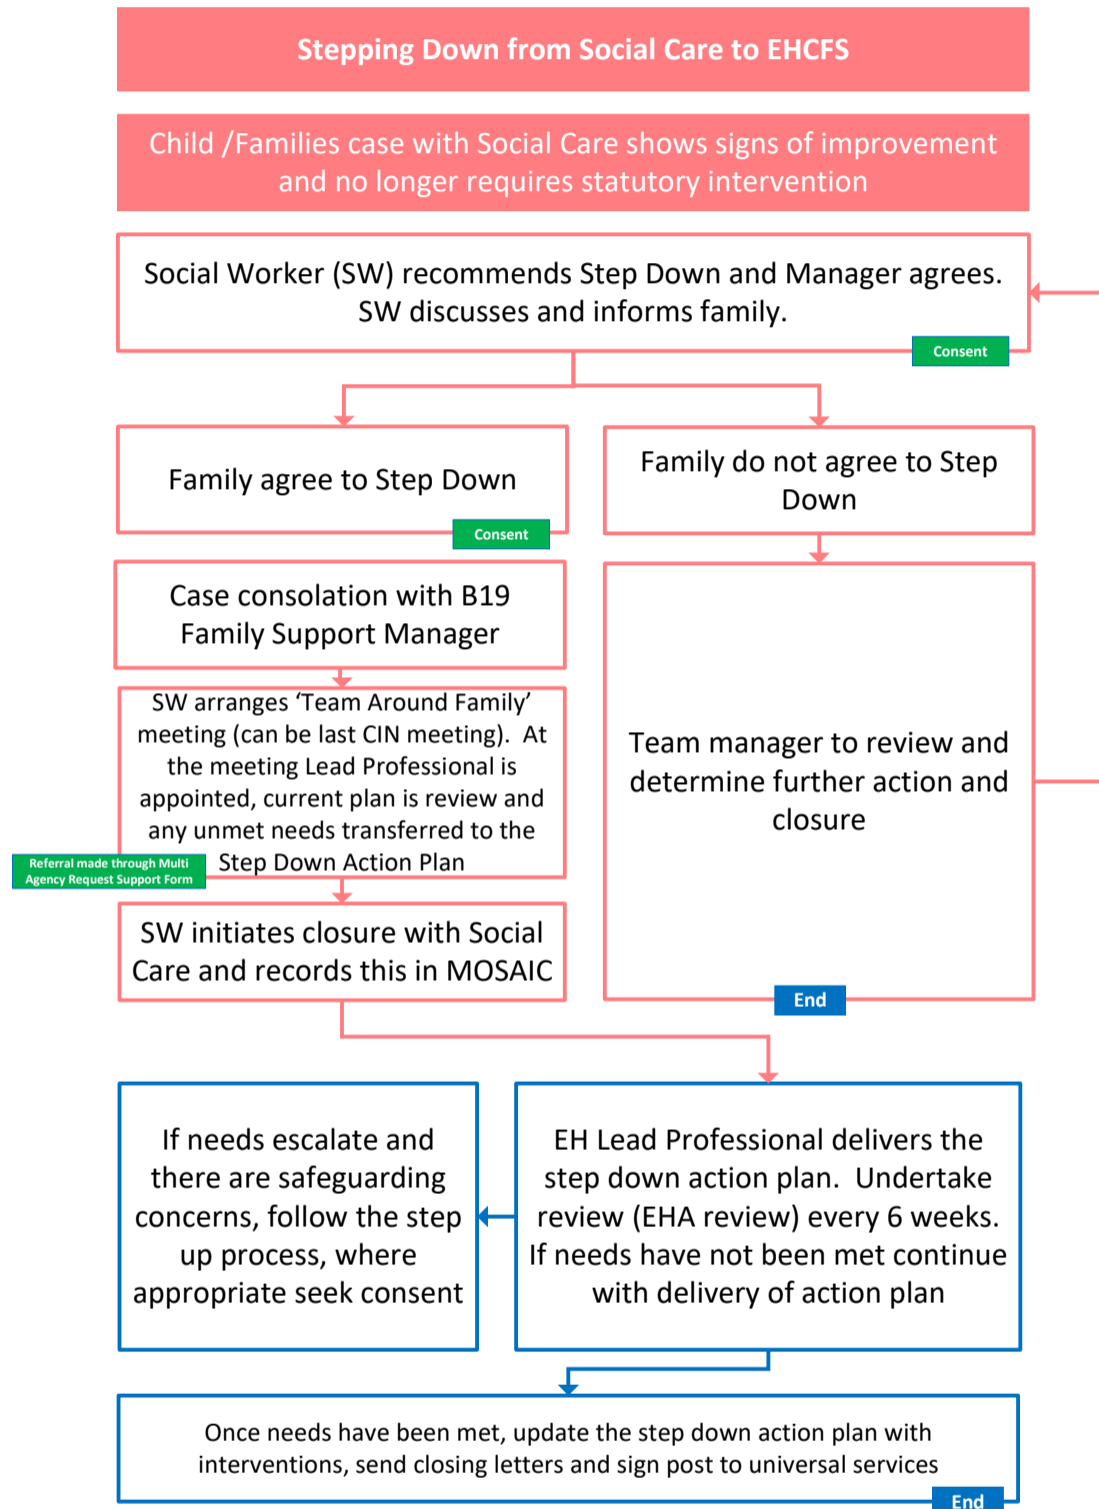 Stepping Down from Social Care to EHCFS
Child /Families case with Social Care shows signs of improvement
and no longer requires statutory intervention
Social Worker (SW) recommends Step Down and Manager agrees.
SW discusses and informs family.
Consent
Family agree to Step Down
Consent
Family do not agree to Step
Down
Case consolation with B19
Family Support Manager
SW arranges ‘Team Around Family’
meeting (can be last CIN meeting).  At
the meeting Lead Professional is
appointed, current plan is review and
any unmet needs transferred to the
Step Down Action Plan
Referral made through Multi
Agency Request Support Form
Team manager to review and
determine further action and
closure
End
SW initiates closure with Social
Care and records this in MOSAIC
If needs escalate and
there are safeguarding
concerns, follow the step
up process, where
appropriate seek consent
EH Lead Professional delivers the
step down action plan.  Undertake
review (EHA review) every 6 weeks.
If needs have not been met continue
with delivery of action plan
Once needs have been met, update the step down action plan with
interventions, send closing letters and sign post to universal services
End